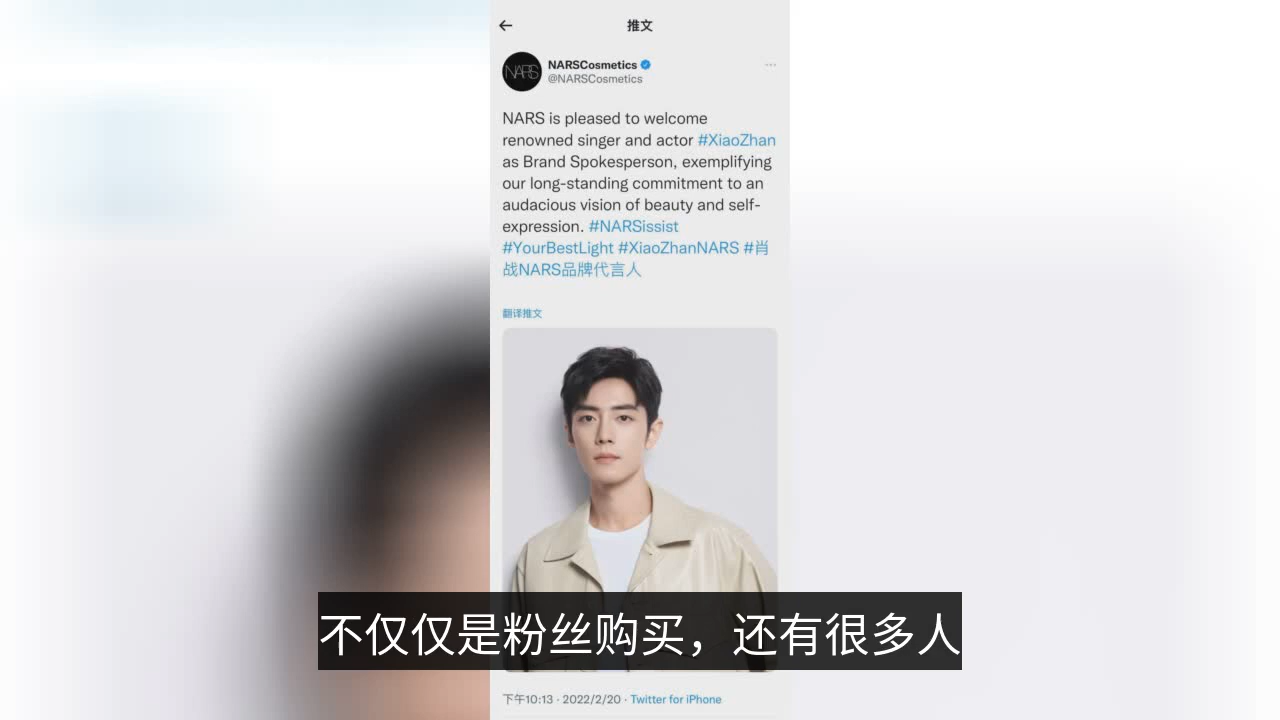 推文
NARS
NARSCosmetics
@NARSCosmetics
NARS is pleased to welcome
renowned singer and actor #XiaoZhan
as Brand Spokesperson, exemplifying
our long-standing commitment to an
audacious vision of beauty and self-
expression. #NARSissist
#YourBestLight #XiaoZhanNARS #肖
战NARS品牌代言人
翻译推文
不仅仅是粉丝购买，还有很多人
下午10:13 · 2022/2/20 · Twitter for iPhone